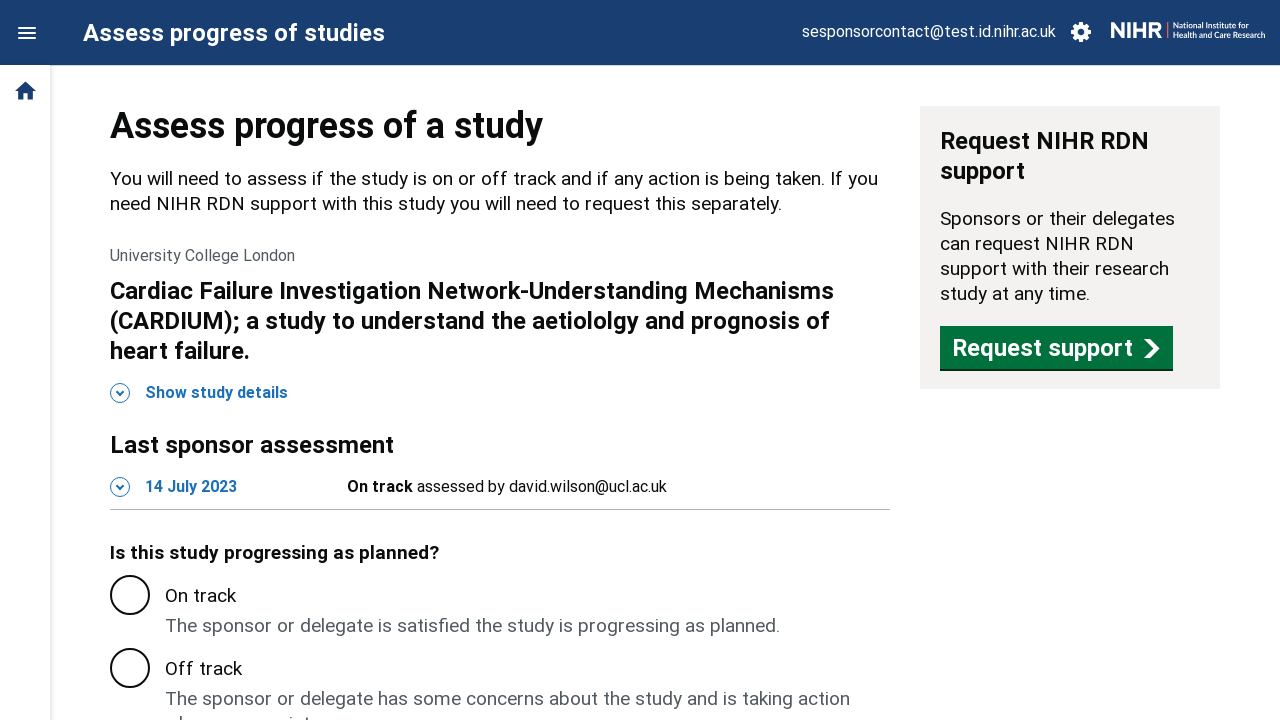 Assess progress of studies
sesponsorcontact@test.id.nihr.ac.uk
NIHR
National Institute for
Health and Care Research
Assess progress of a study
You will need to assess if the study is on or off track and if any action is being taken. If you
need NIHR RDN support with this study you will need to request this separately.
University College London
Cardiac Failure Investigation Network-Understanding Mechanisms
(CARDIUM); a study to understand the aetiololgy and prognosis of
heart failure.
Show study details
Last sponsor assessment
14 July 2023
On track assessed by david.wilson@ucl.ac.uk
Is this study progressing as planned?
On track
The sponsor or delegate is satisfied the study is progressing as planned.
Off track
The sponsor or delegate has some concerns about the study and is taking action
Request NIHR RDN
support
Sponsors or their delegates
can request NIHR RDN
support with their research
study at any time.
Request support